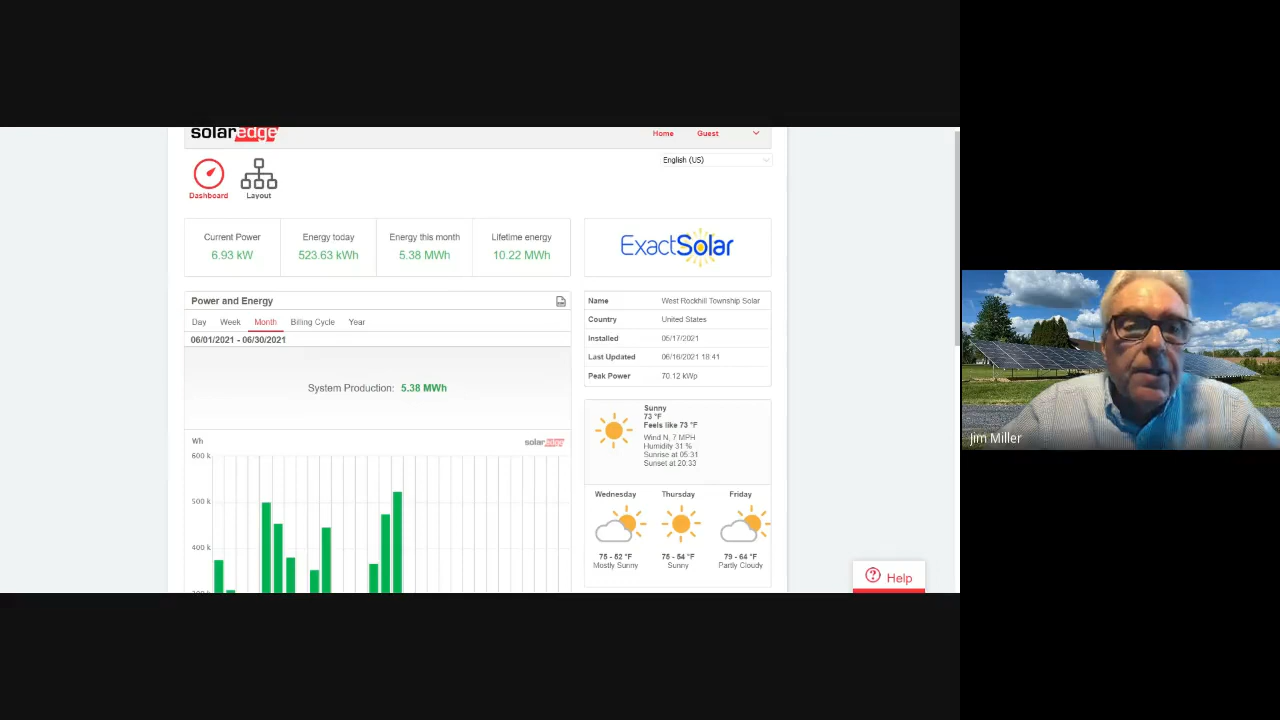 solaredge
Home Guest
English (US)
Dashboard Layout
Current Power Energy today Energy this month Lifetime energy
6.93 kW 523.63 kWh 5.38 MWh 10.22 MWh
ExactSolar
Power and Energy
Day Week Month Billing Cycle Year
06/01/2021 - 06/30/2021
System Production: 5.38 MWh
Wh
solaredge
600 k
500 k
400 k
300 k
Name West Rockhill Township Solar
Country United States
Installed 05/17/2021
Last Updated 06/16/2021 18:41
Peak Power 70.12 kWp
Sunny
73 °F
Feels like 73 °F
Wind N, 7 MPH
Humidity 31 %
Sunrise at 05:31
Sunset at 20:33
Wednesday Thursday Friday
75 - 52 °F 75 - 54 °F 79 - 64 °F
Mostly Sunny Sunny Partly Cloudy
Help
Jim Miller